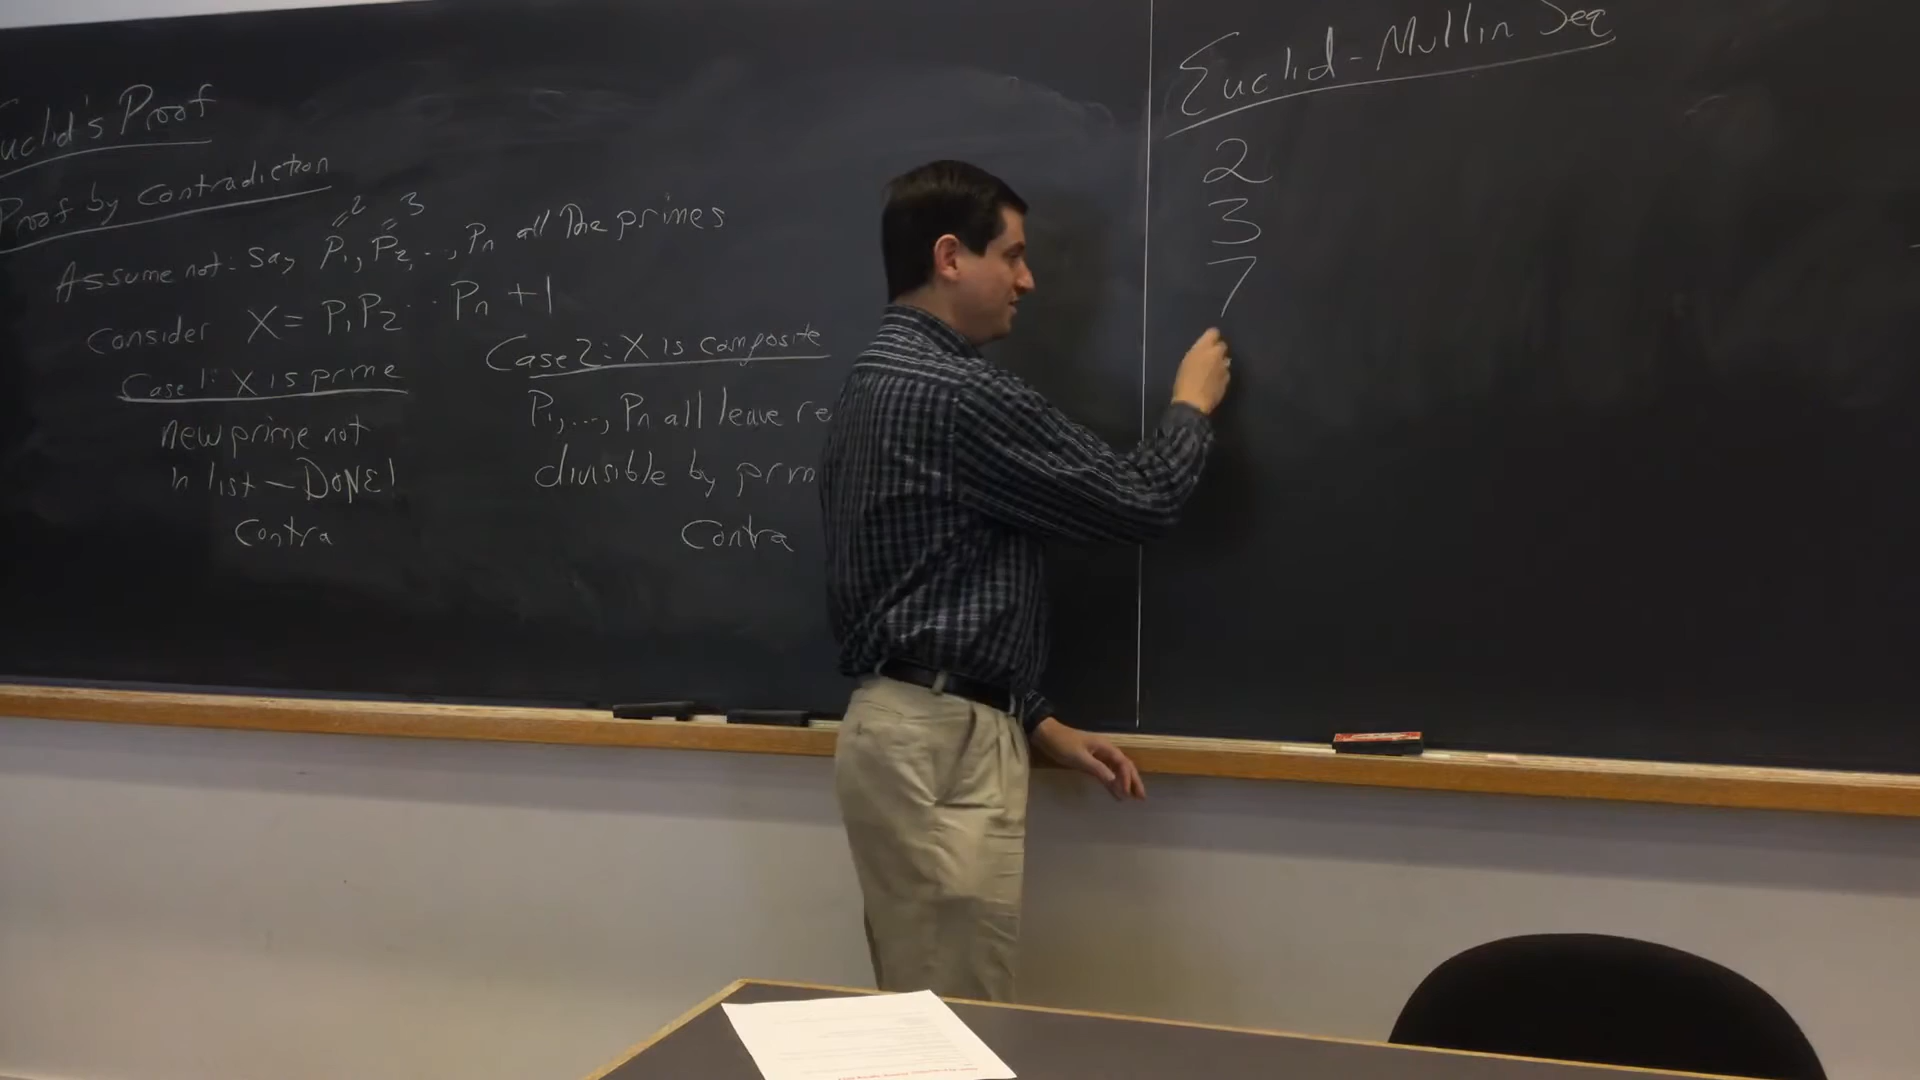 uclid's Proof
Proof by contradiction
=2 =3
Assume not: Say P1, P2, ..., Pn all the primes
Consider X = P1P2 ... Pn + 1
Case 1: X is prime
new prime not
in list - DONE!
contra
Case 2: X is composite
P1, ..., Pn all leave re
divisible by prim
Contra
Euclid-Mullin Seq
2
3
7